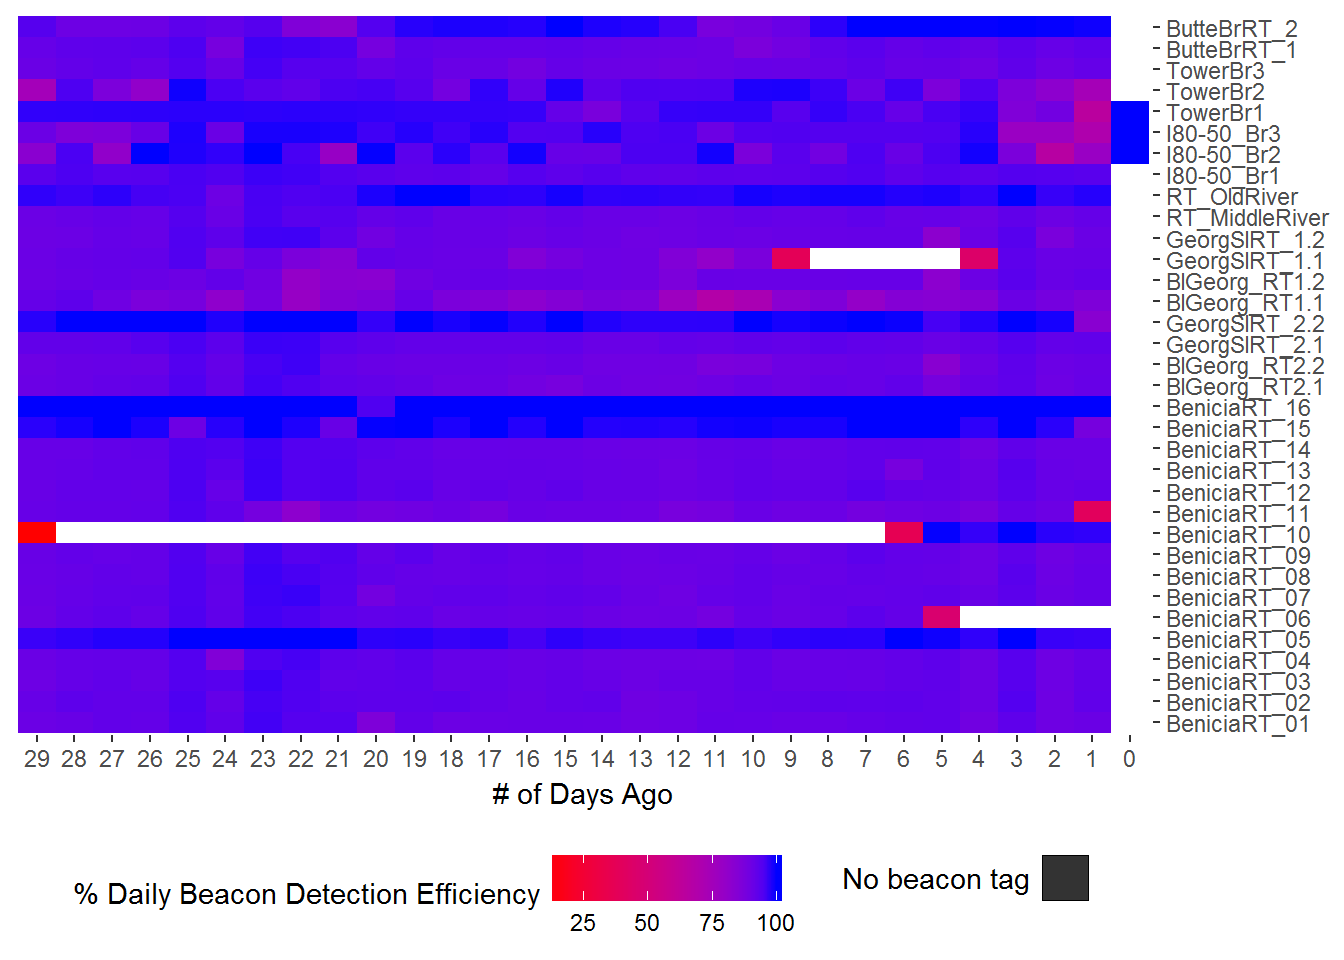 ButteBrRT_2
ButteBrRT_1
TowerBr3
TowerBr2
TowerBr1
I80-50_Br3
I80-50_Br2
I80-50_Br1
RT_OldRiver
RT_MiddleRiver
GeorgSlRT_1.2
GeorgSlRT_1.1
BlGeorg_RT1.2
BlGeorg_RT1.1
GeorgSlRT_2.2
GeorgSlRT_2.1
BlGeorg_RT2.2
BlGeorg_RT2.1
BeniciaRT_16
BeniciaRT_15
BeniciaRT_14
BeniciaRT_13
BeniciaRT_12
BeniciaRT_11
BeniciaRT_10
BeniciaRT_09
BeniciaRT_08
BeniciaRT_07
BeniciaRT_06
BeniciaRT_05
BeniciaRT_04
BeniciaRT_03
BeniciaRT_02
BeniciaRT_01
29 28 27 26 25 24 23 22 21 20 19 18 17 16 15 14 13 12 11 10 9 8 7 6 5 4 3 2 1 0
# of Days Ago
% Daily Beacon Detection Efficiency
25 50 75 100
No beacon tag